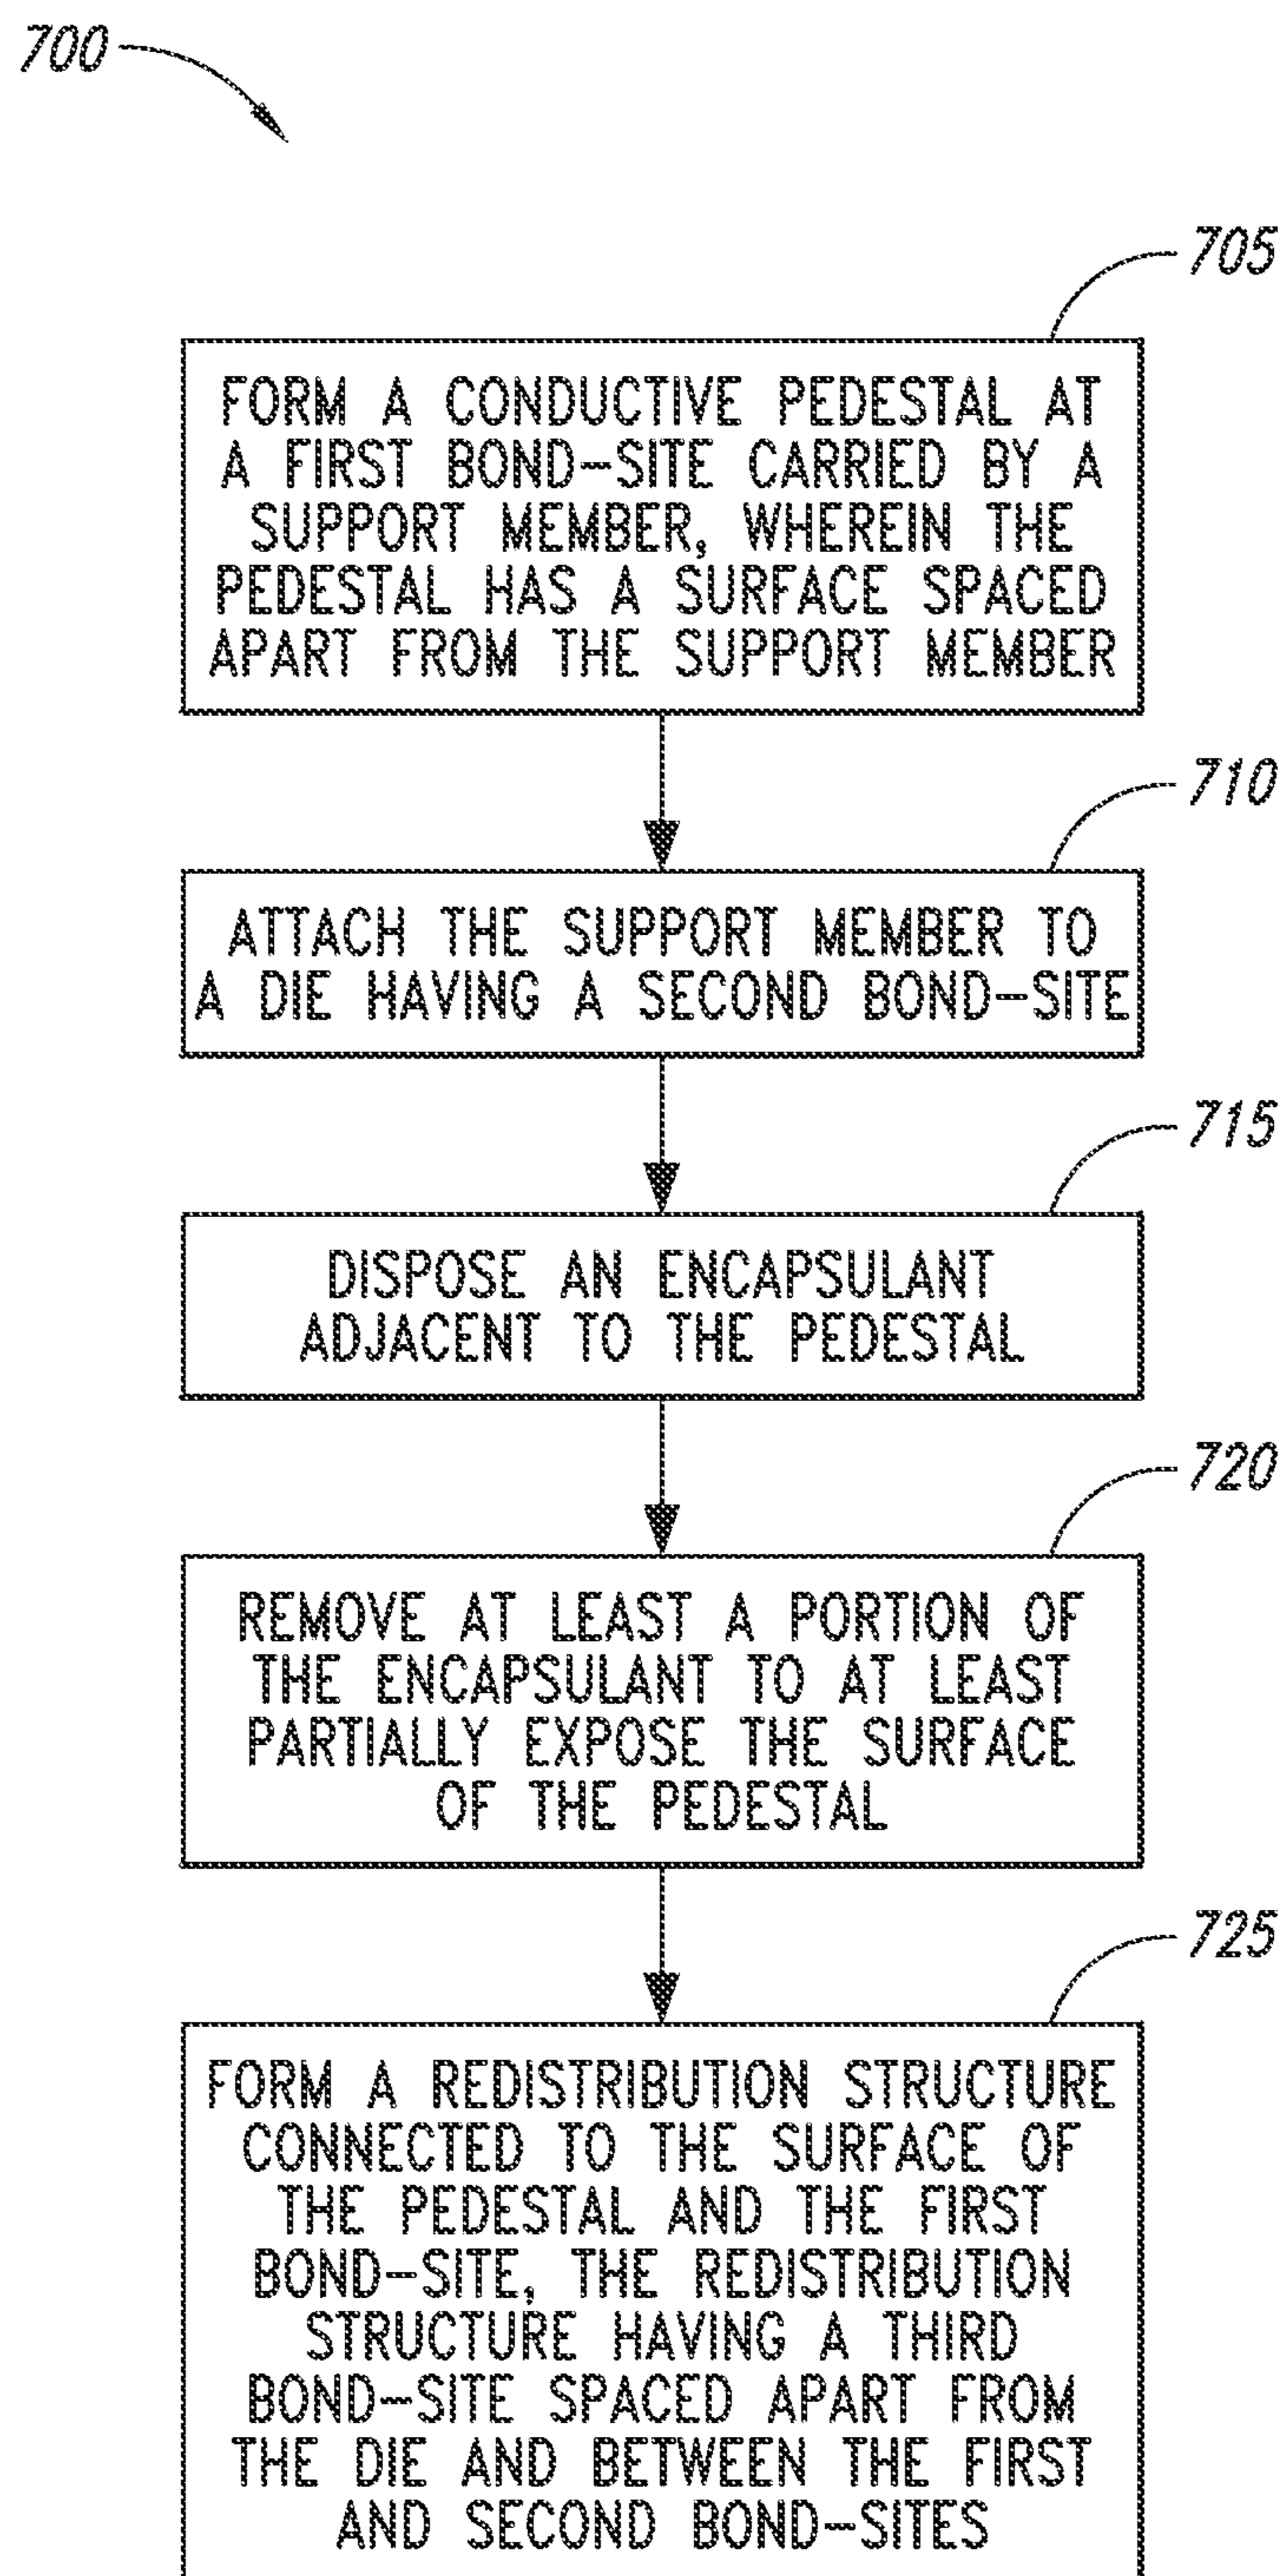 700
705
FORM A CONDUCTIVE PEDESTAL AT
A FIRST BOND-SITE CARRIED BY A
SUPPORT MEMBER, WHEREIN THE
PEDESTAL HAS A SURFACE SPACED
APART FROM THE SUPPORT MEMBER
710
ATTACH THE SUPPORT MEMBER TO
A DIE HAVING A SECOND BOND-SITE
715
DISPOSE AN ENCAPSULANT
ADJACENT TO THE PEDESTAL
720
REMOVE AT LEAST A PORTION OF
THE ENCAPSULANT TO AT LEAST
PARTIALLY EXPOSE THE SURFACE
OF THE PEDESTAL
725
FORM A REDISTRIBUTION STRUCTURE
CONNECTED TO THE SURFACE OF
THE PEDESTAL AND THE FIRST
BOND-SITE, THE REDISTRIBUTION
STRUCTURE HAVING A THIRD
BOND-SITE SPACED APART FROM
THE DIE AND BETWEEN THE FIRST
AND SECOND BOND-SITES